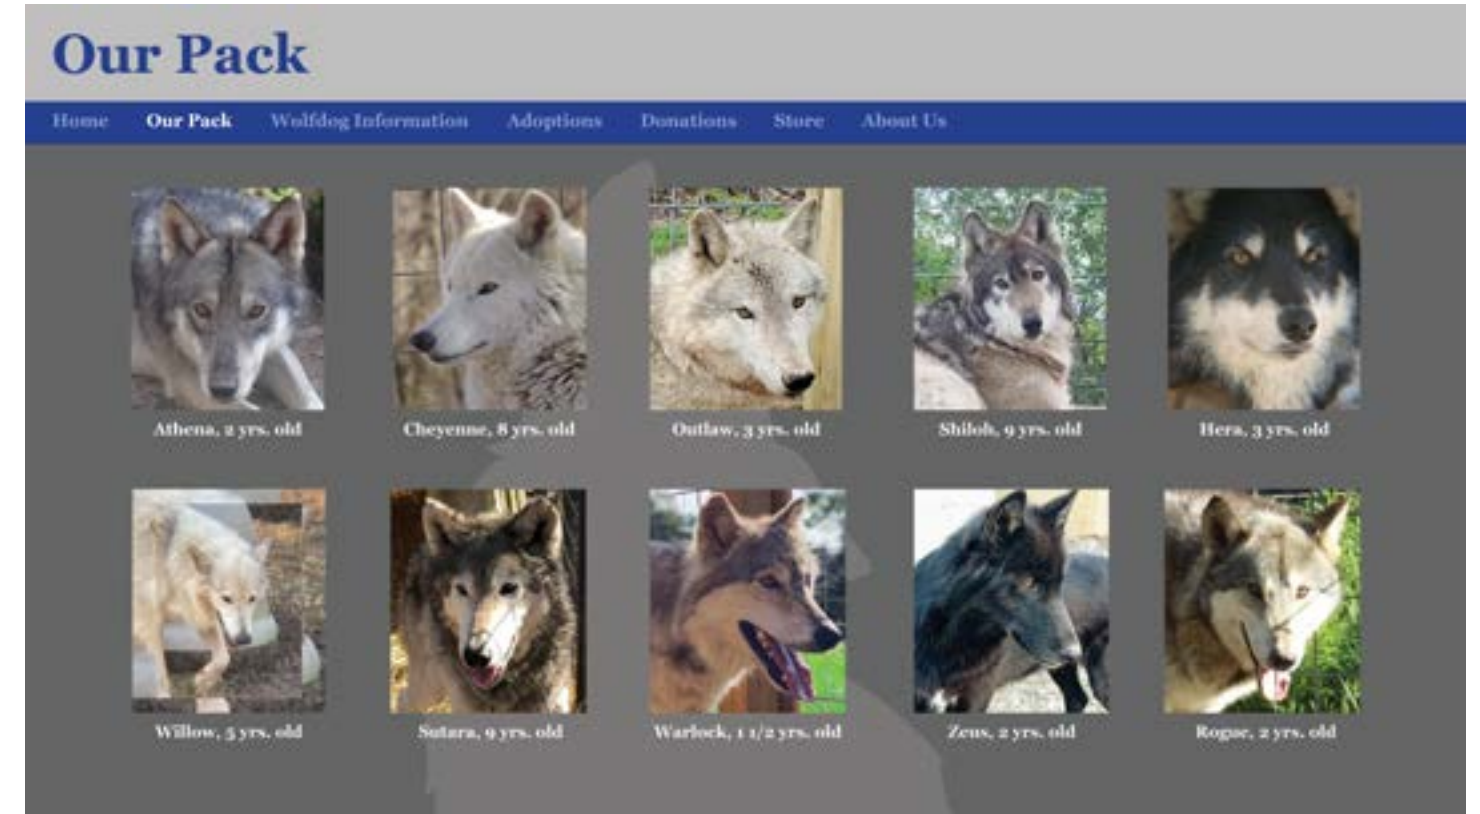 Our Pack
Home Our Pack Wolfdog Information Adoptions Donations Store About Us
Athena, 2 yrs. old Cheyenne, 8 yrs. old Outlaw, 3 yrs. old Shiloh, 9 yrs. old Hera, 3 yrs. old
Willow, 5 yrs. old Sutara, 9 yrs. old Warlock, 1 1/2 yrs. old Zeus, 2 yrs. old Rogue, 2 yrs. old